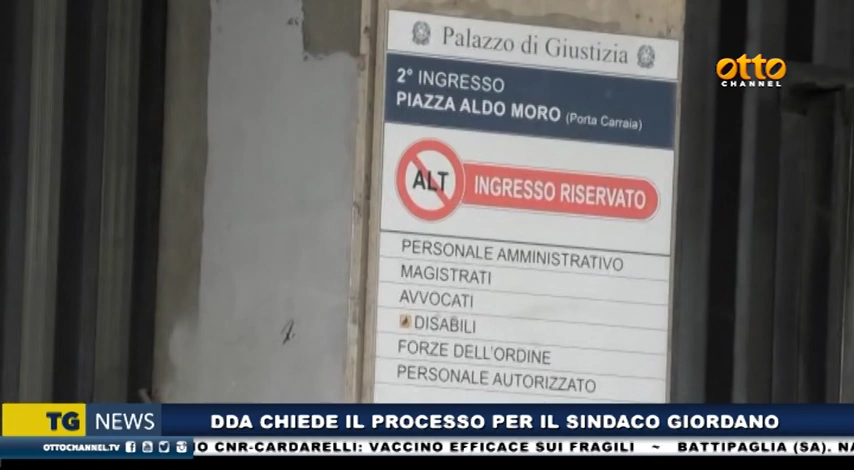 Palazzo di Giustizia
2° INGRESSO
PIAZZA ALDO MORO (Porta Carraia)
ALT
INGRESSO RISERVATO
PERSONALE AMMINISTRATIVO
MAGISTRATI
AVVOCATI
DISABILI
FORZE DELL'ORDINE
PERSONALE AUTORIZZATO
otto
CHANNEL
TG NEWS
DDA CHIEDE IL PROCESSO PER IL SINDACO GIORDANO
OTTOCHANNEL.TV
CNR-CARDARELLI: VACCINO EFFICACE SUI FRAGILI ~ BATTIPAGLIA (SA). NA